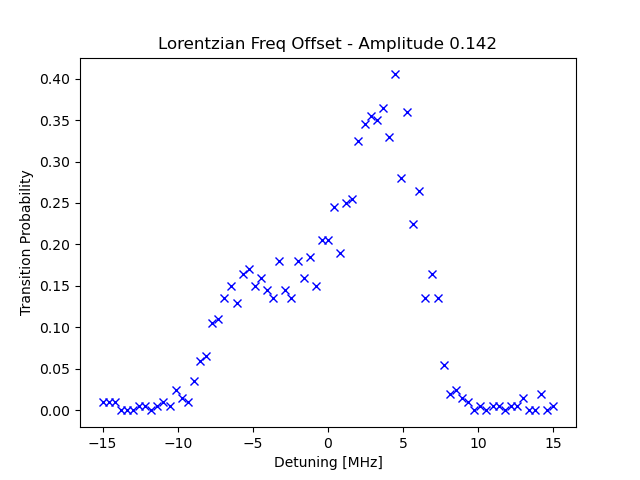 Lorentzian Freq Offset - Amplitude 0.142
0.40
0.35
0.30
0.25
0.20
0.15
0.10
0.05
0.00
Transition Probability
−15 −10 −5 0 5 10 15
Detuning [MHz]